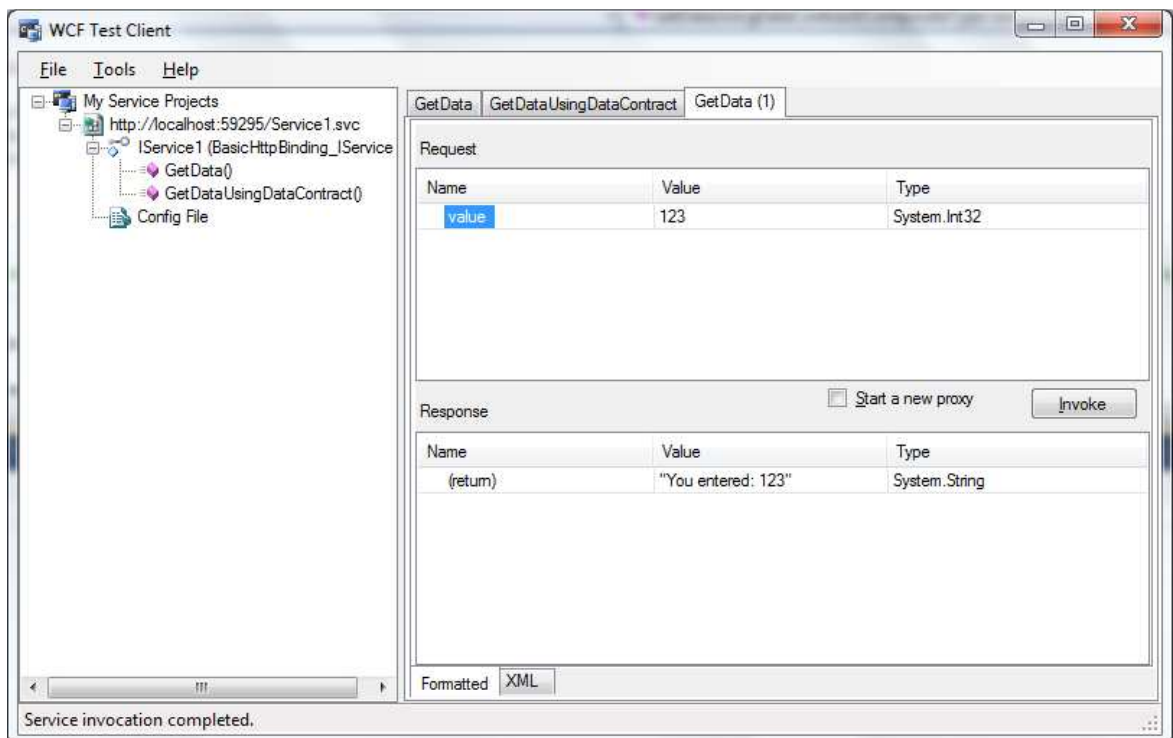 WCF Test Client
File Tools Help
My Service Projects
http://localhost:59295/Service1.svc
IService1 (BasicHttpBinding_IService
GetData()
GetDataUsingDataContract()
Config File
GetData GetDataUsingDataContract GetData (1)
Request
Name Value Type
value 123 System.Int32
Start a new proxy Invoke
Response
Name Value Type
(return) "You entered: 123" System.String
Formatted XML
Service invocation completed.